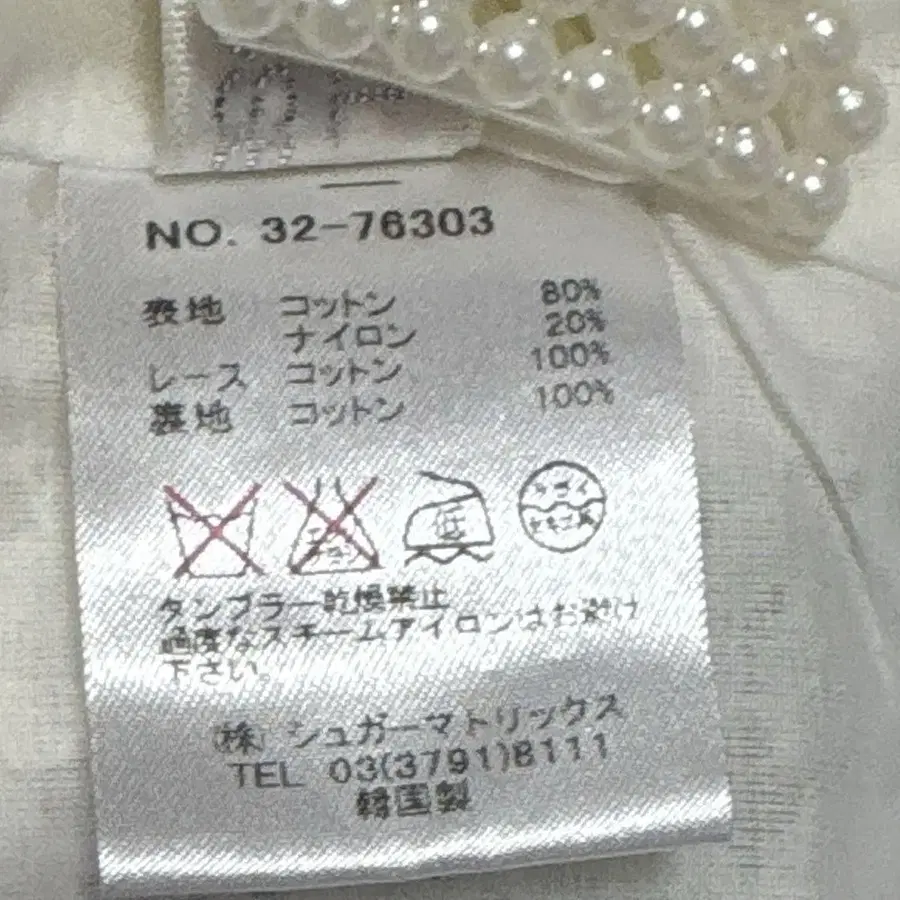 NO. 32-76303
表地 コットン 80%
ナイロン 20%
レース コットン 100%
裏地 コットン 100%
低
タンブラー乾燥禁止
過度なスチームアイロンはお避け
下さい。
(株)シュガーマトリックス
TEL 03(3791)8111
韓国製